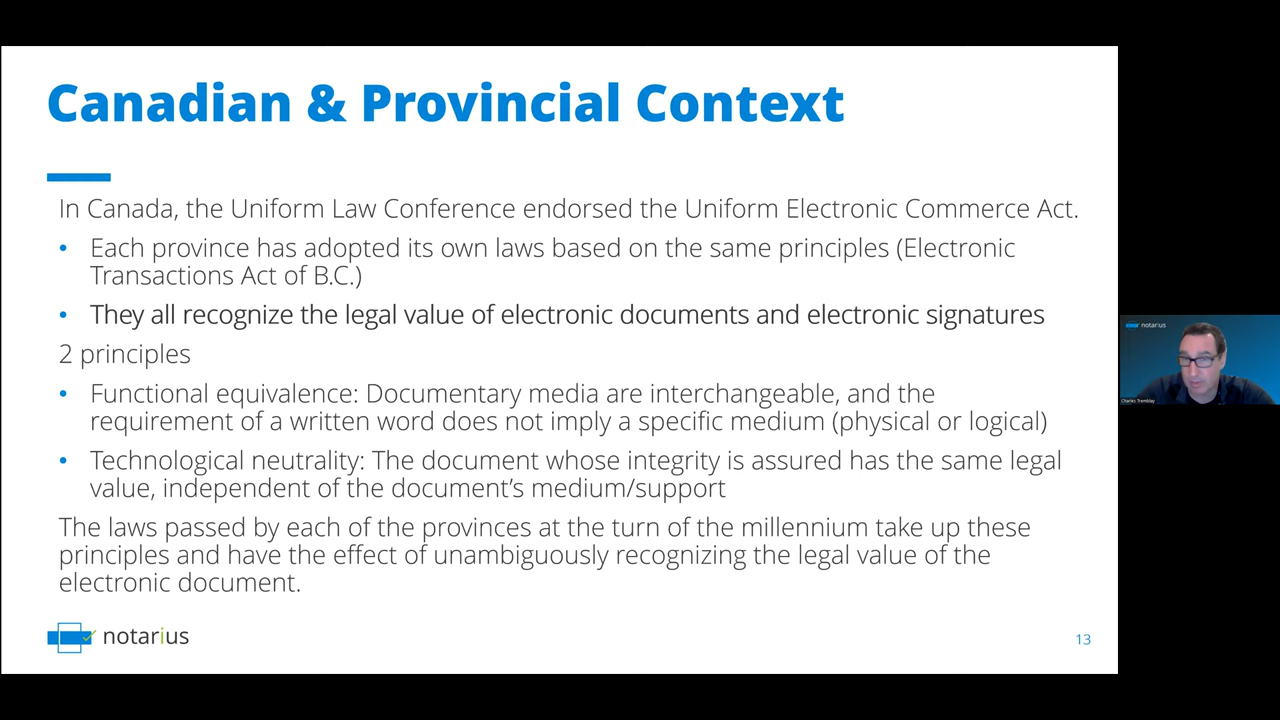 Canadian & Provincial Context
In Canada, the Uniform Law Conference endorsed the Uniform Electronic Commerce Act.
• Each province has adopted its own laws based on the same principles (Electronic
Transactions Act of B.C.)
• They all recognize the legal value of electronic documents and electronic signatures
2 principles
• Functional equivalence: Documentary media are interchangeable, and the
requirement of a written word does not imply a specific medium (physical or logical)
• Technological neutrality: The document whose integrity is assured has the same legal
value, independent of the document’s medium/support
The laws passed by each of the provinces at the turn of the millennium take up these
principles and have the effect of unambiguously recognizing the legal value of the
electronic document.
notarius
13
notarius
Charles Tremblay